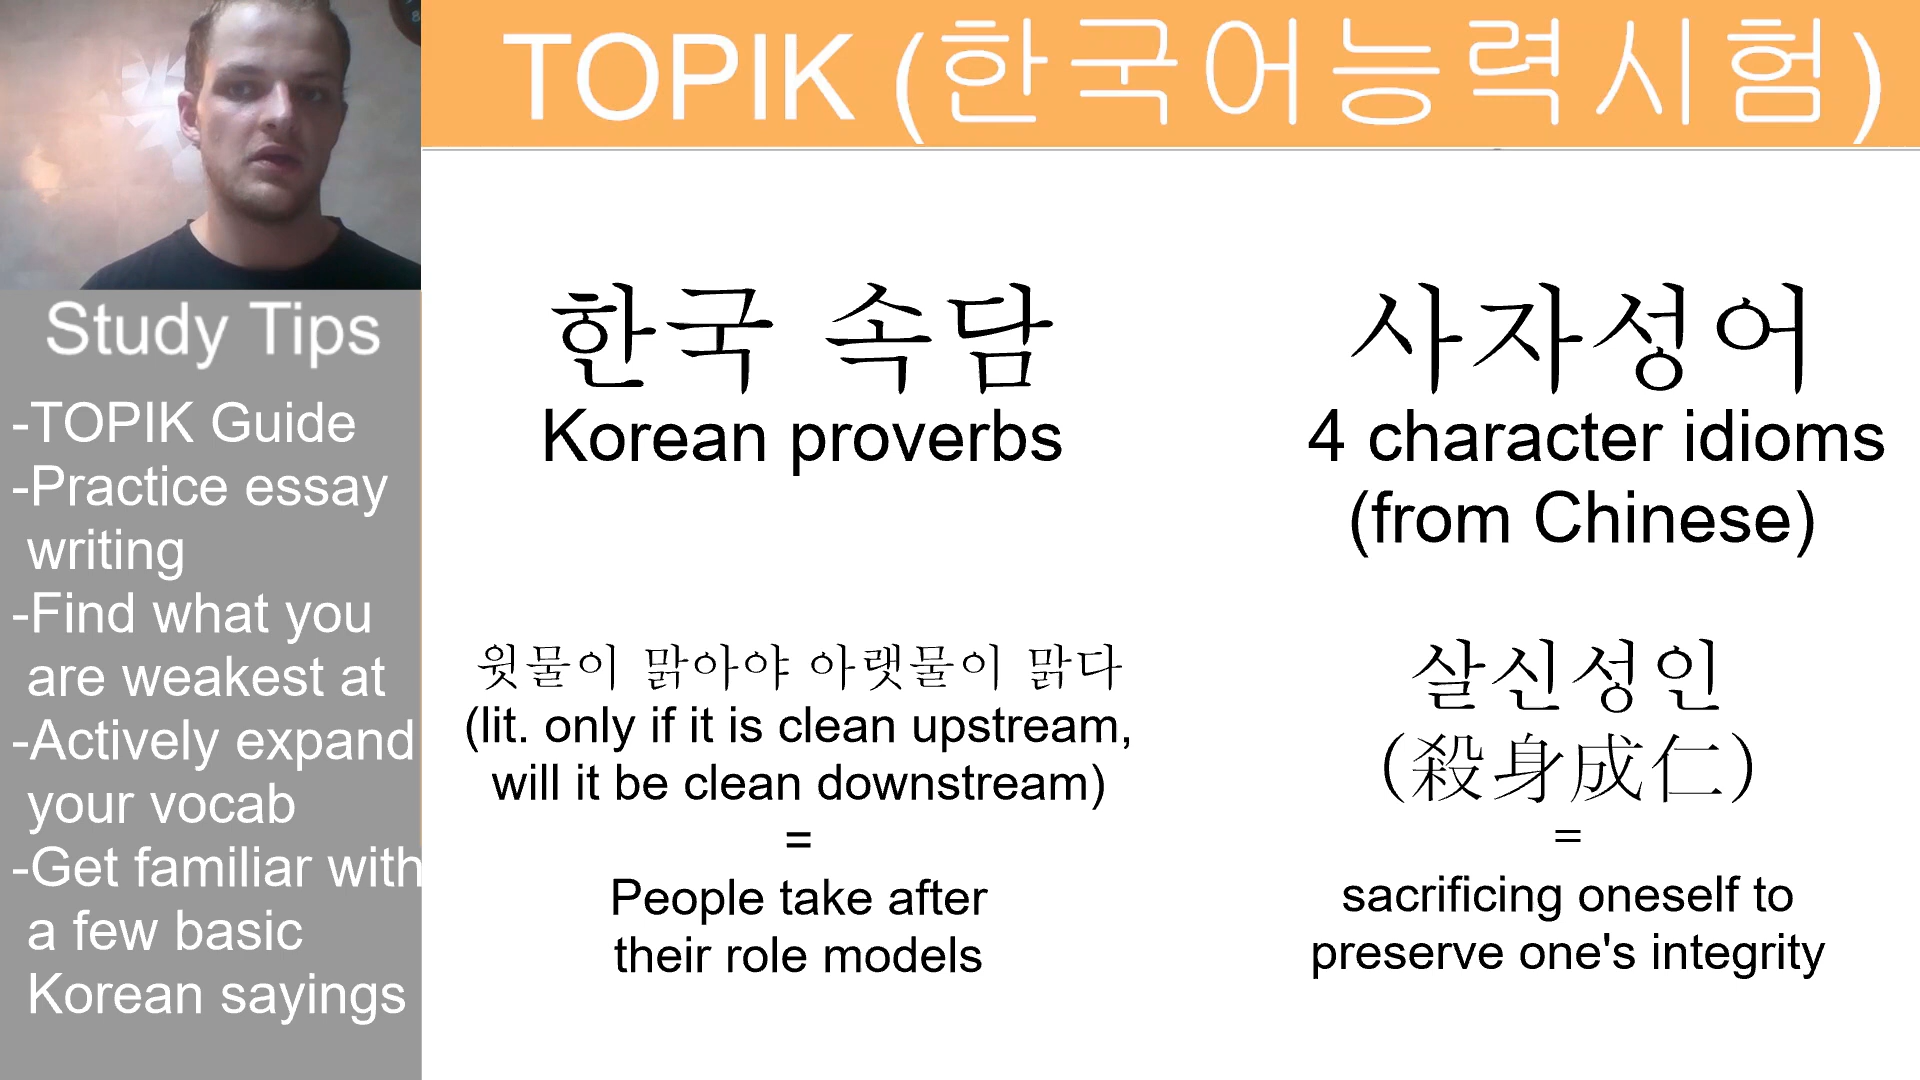 TOPIK (한국어능력시험)
Study Tips
-TOPIK Guide
-Practice essay
writing
-Find what you
are weakest at
-Actively expand
your vocab
-Get familiar with
a few basic
Korean sayings
한국 속담
Korean proverbs
윗물이 맑아야 아랫물이 맑다
(lit. only if it is clean upstream,
will it be clean downstream)
=
People take after
their role models
사자성어
4 character idioms
(from Chinese)
살신성인
(殺身成仁)
=
sacrificing oneself to
preserve one's integrity